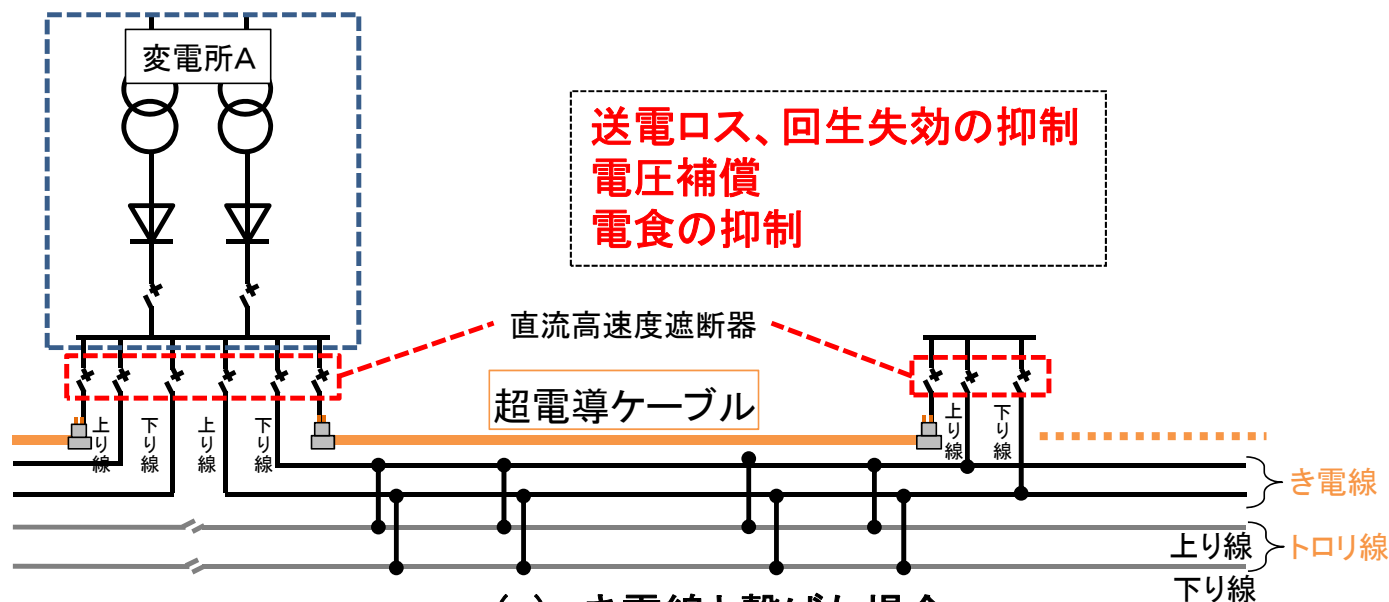 変電所A
送電ロス、回生失効の抑制
電圧補償
電食の抑制
直流高速度遮断器
超電導ケーブル
上り線
下り線
上り線
下り線
上り線
下り線
き電線
トロリ線
上り線
下り線